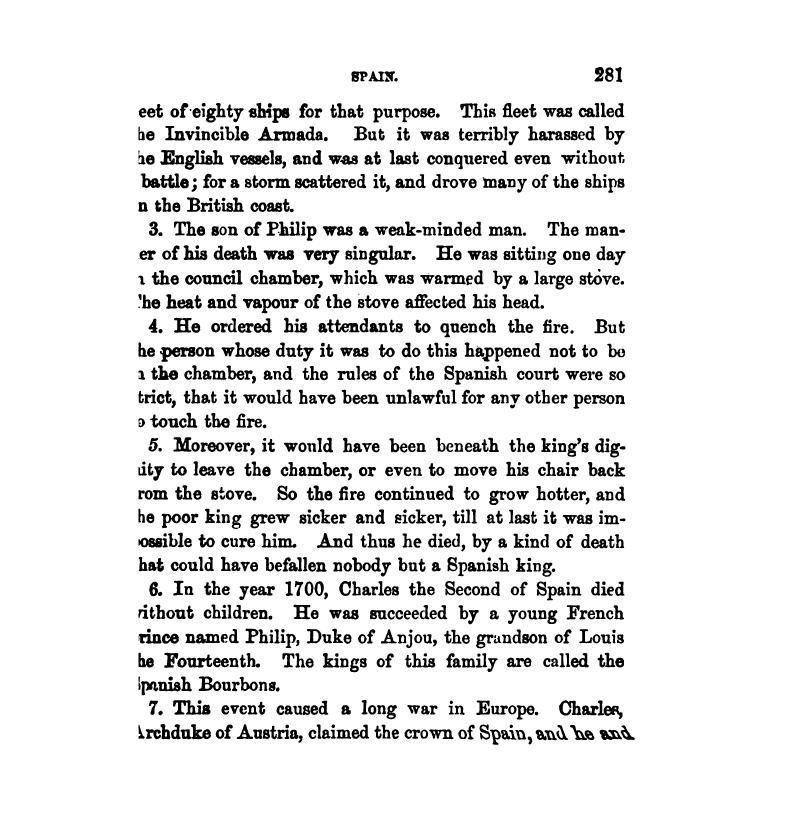 SPAIN. 281
eet of eighty ships for that purpose. This fleet was called
he Invincible Armada. But it was terribly harassed by
he English vessels, and was at last conquered even without
battle; for a storm scattered it, and drove many of the ships
n the British coast.
3. The son of Philip was a weak-minded man. The man-
er of his death was very singular. He was sitting one day
the council chamber, which was warmed by a large stove.
he heat and vapour of the stove affected his head.
4. He ordered his attendants to quench the fire. But
he person whose duty it was to do this happened not to be
the chamber, and the rules of the Spanish court were so
trict, that it would have been unlawful for any other person
touch the fire.
5. Moreover, it would have been beneath the king's dig-
ity to leave the chamber, or even to move his chair back
rom the stove. So the fire continued to grow hotter, and
he poor king grew sicker and sicker, till at last it was im-
ossible to cure him. And thus he died, by a kind of death
hat could have befallen nobody but a Spanish king.
6. In the year 1700, Charles the Second of Spain died
ithout children. He was succeeded by a young French
rince named Philip, Duke of Anjou, the grandson of Louis
he Fourteenth. The kings of this family are called the
panish Bourbons.
7. This event caused a long war in Europe. Charles,
Archduke of Austria, claimed the crown of Spain, and he and